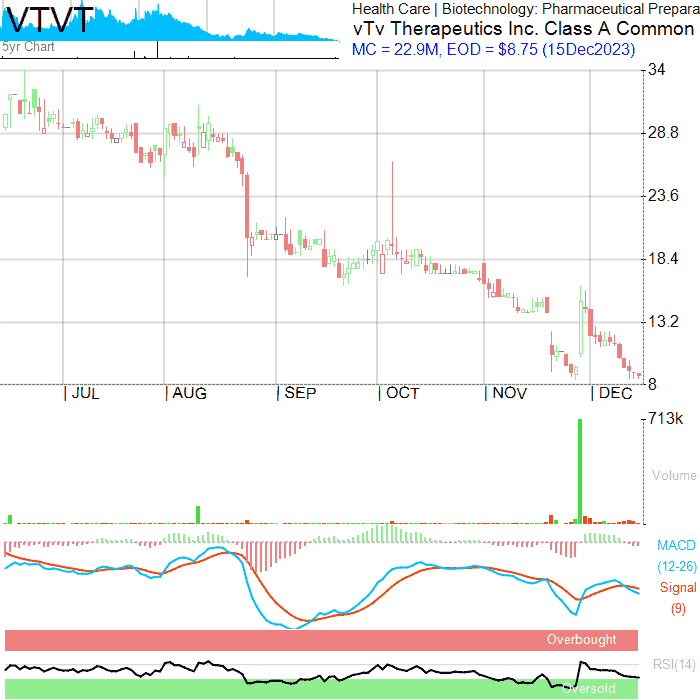 VTVT
5yr Chart
Health Care | Biotechnology: Pharmaceutical Prepara
vTv Therapeutics Inc. Class A Common
MC = 22.9M, EOD = $8.75 (15Dec2023)
34
28.8
23.6
18.4
13.2
8
| JUL | AUG | SEP | OCT | NOV | DEC
713k
Volume
MACD
(12-26)
Signal
(9)
Overbought
RSI(14)
Oversold